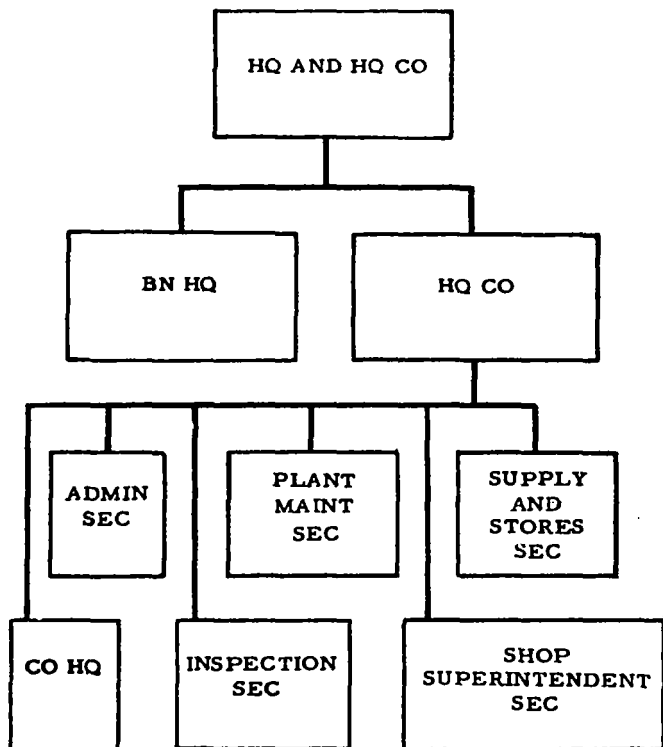 HQ AND HQ CO
BN HQ
HQ CO
ADMIN
SEC
PLANT
MAINT
SEC
SUPPLY
AND
STORES
SEC
CO HQ
INSPECTION
SEC
SHOP
SUPERINTENDENT
SEC